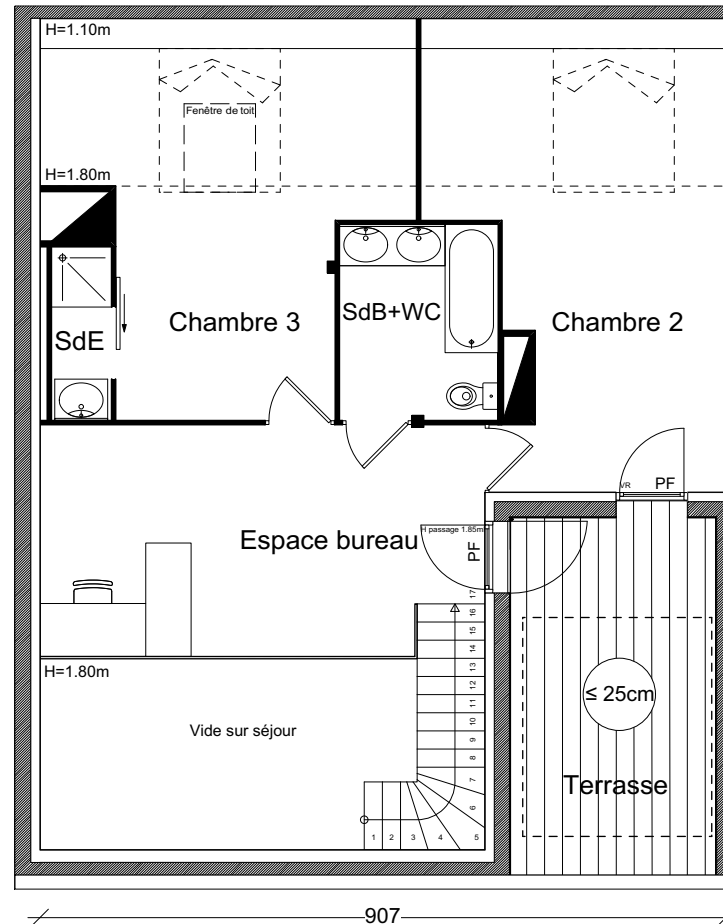 H=1.10m
Fenêtre de toit
H=1.80m
Chambre 3
SdB+WC
Chambre 2
SdE
VR
PF
Espace bureau
H passage 1.85m
PF
17
16
15
14
13
12
11
10
9
8
7
6
5
4
3
2
1
H=1.80m
Vide sur séjour
≤ 25cm
Terrasse
907